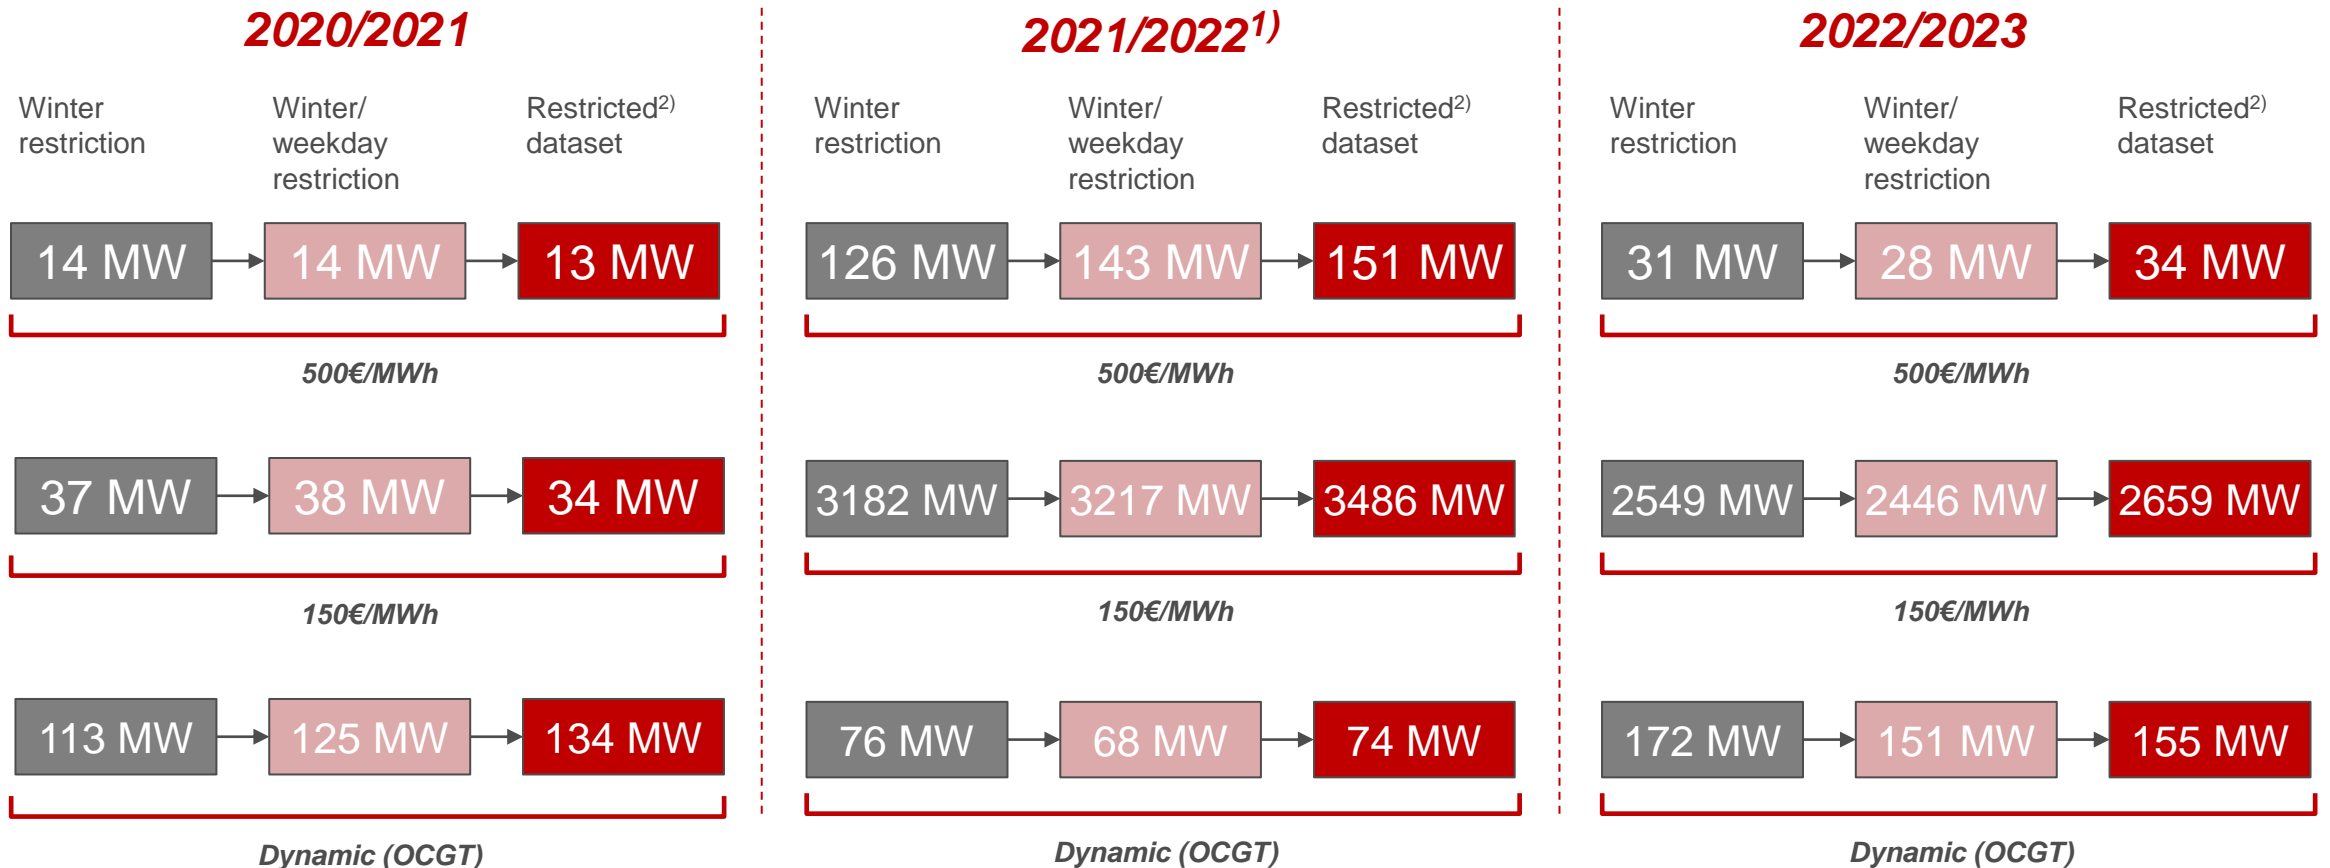 2020/2021
Winter
restriction
Winter/
weekday
restriction
Restricted2)
dataset
14 MW
14 MW
13 MW
500€/MWh
37 MW
38 MW
34 MW
150€/MWh
113 MW
125 MW
134 MW
Dynamic (OCGT)
2021/20221)
Winter
restriction
Winter/
weekday
restriction
Restricted2)
dataset
126 MW
143 MW
151 MW
500€/MWh
3182 MW
3217 MW
3486 MW
150€/MWh
76 MW
68 MW
74 MW
Dynamic (OCGT)
2022/2023
Winter
restriction
Winter/
weekday
restriction
Restricted2)
dataset
31 MW
28 MW
34 MW
500€/MWh
2549 MW
2446 MW
2659 MW
150€/MWh
172 MW
151 MW
155 MW
Dynamic (OCGT)